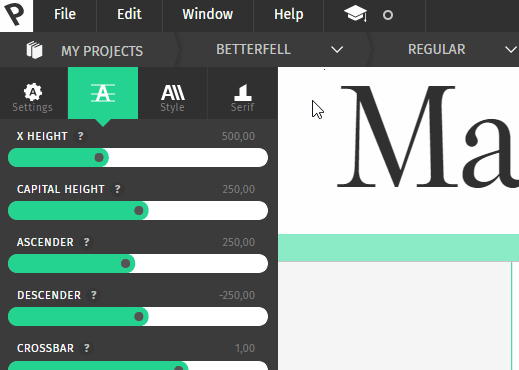 P File Edit Window Help
MY PROJECTS BETTERFELL REGULAR
A A A
Settings Style Serif
X HEIGHT ? 500,00
CAPITAL HEIGHT ? 250,00
ASCENDER ? 250,00
DESCENDER ? -250,00
CROSSBAR ? 1,00
Ma